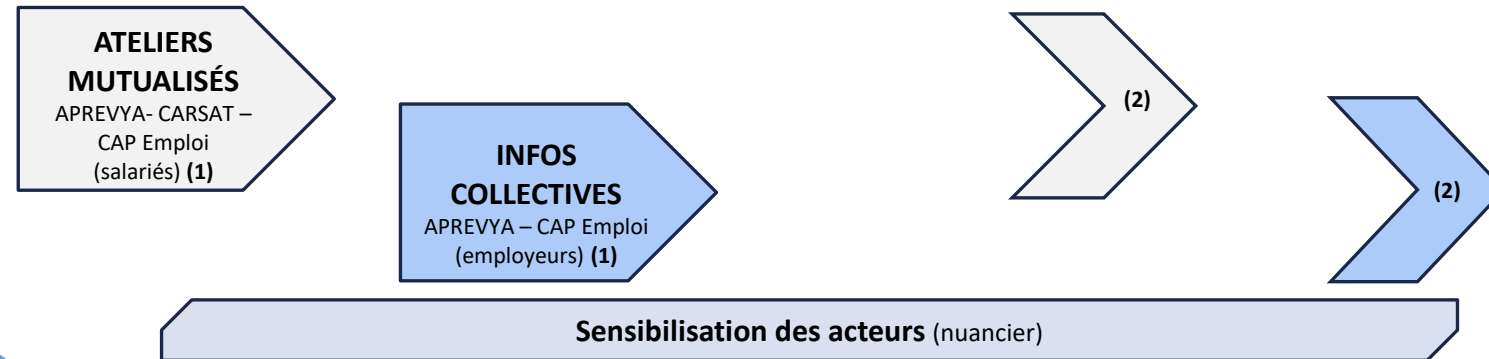 ATELIERS
MUTUALISÉS
APREVYA- CARSAT –
CAP Emploi
(salariés) (1)
INFOS
COLLECTIVES
APREVYA – CAP Emploi
(employeurs) (1)
(2)
(2)
Sensibilisation des acteurs (nuancier)